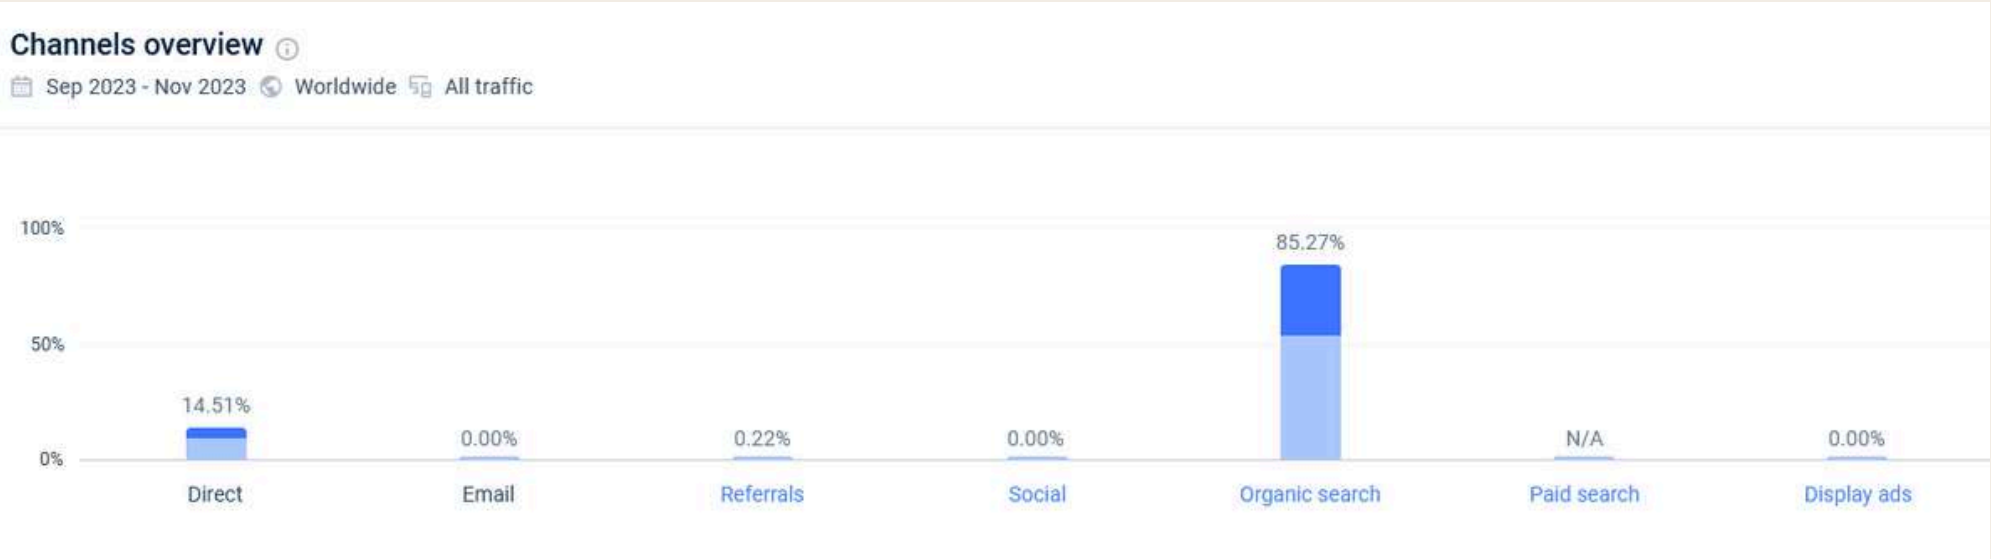 Channels overview
Sep 2023 - Nov 2023 Worldwide All traffic
100%
85.27%
50%
14.51%
0.00% 0.22% 0.00% N/A 0.00%
0%
Direct Email Referrals Social Organic search Paid search Display ads